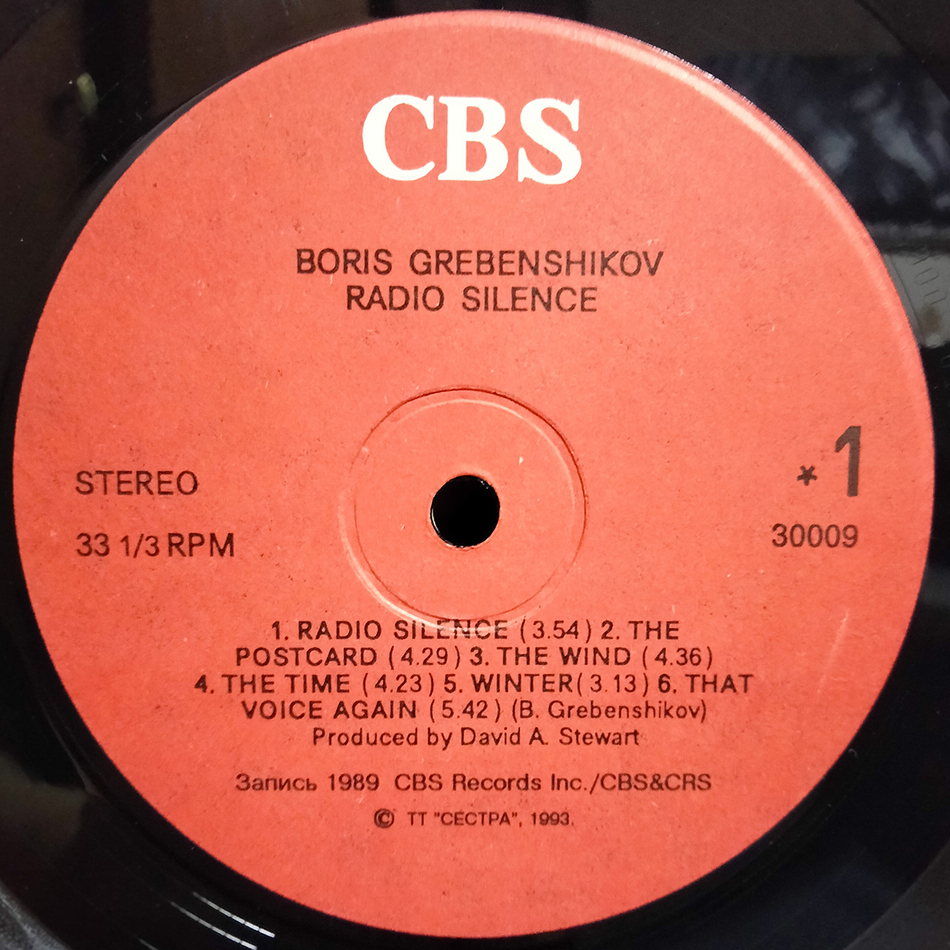 CBS
BORIS GREBENSHIKOV
RADIO SILENCE
STEREO
33 1/3 RPM
* 1
30009
1. RADIO SILENCE (3.54) 2. THE
POSTCARD (4.29) 3. THE WIND (4.36)
4. THE TIME (4.23) 5. WINTER(3.13) 6. THAT
VOICE AGAIN (5.42) (B. Grebenshikov)
Produced by David A. Stewart
Запись 1989 CBS Records Inc./CBS&CRS
© ТТ "СЕСТРА", 1993.